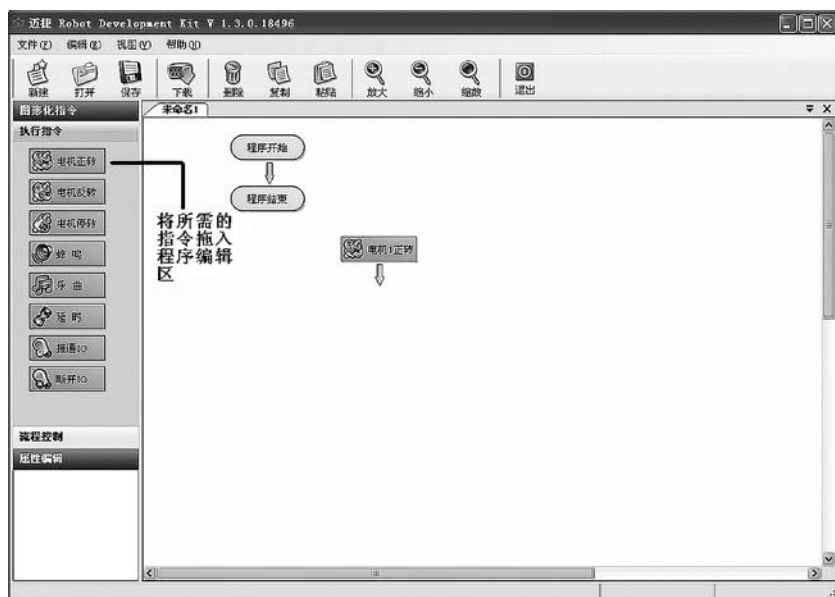 迈捷 Robot Development Kit V 1.3.0.18496
文件(F) 编辑(E) 视图(V) 帮助(Q)
新建 打开 保存 下载 删除 复制 粘贴 放大 缩小 缩放 退出
图形化指令
未命名1
执行指令
电机正转
电机反转
电机停转
蜂鸣
乐曲
延时
接通IO
断开IO
程序开始
程序结束
将所需的
指令拖入
程序编辑
区
电机1正转
流程控制
属性编辑